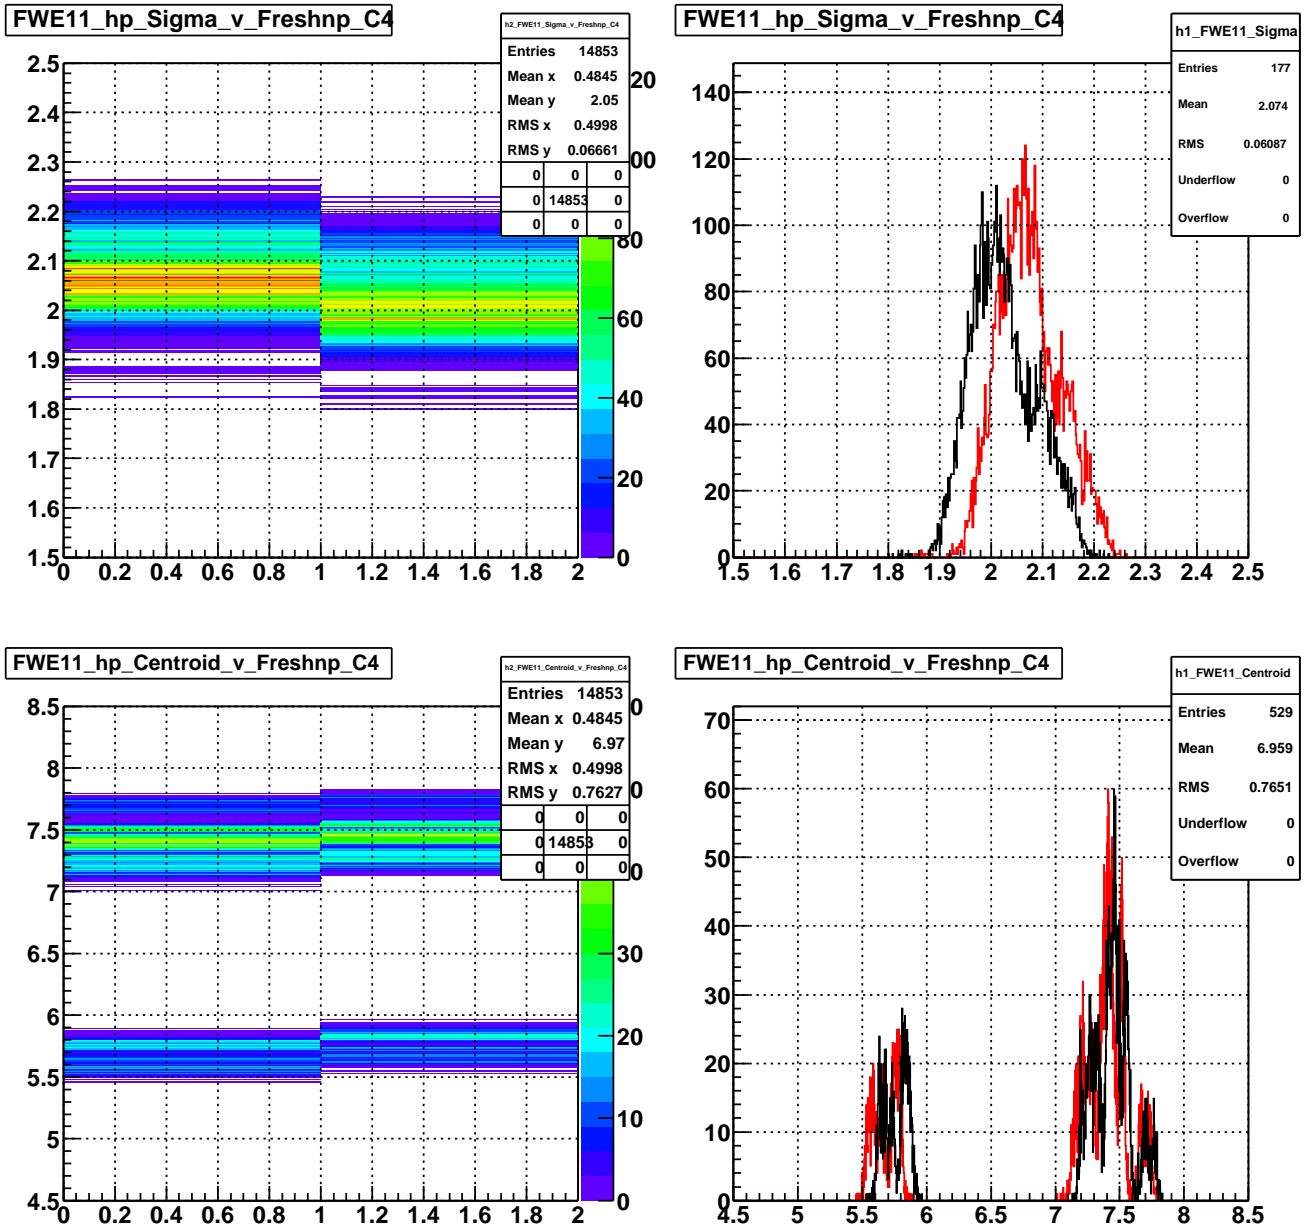 FWE11_hp_Sigma_v_Freshnp_C4
h2_FWE11_Sigma_v_Freshnp_C4
Entries 14853
Mean x 0.4845
Mean y 2.05
RMS x 0.4998
RMS y 0.06661
0 0 0
0 14853 0
0 0 0
2.5
2.4
2.3
2.2
2.1
2
1.9
1.8
1.7
1.6
1.5
0 0.2 0.4 0.6 0.8 1 1.2 1.4 1.6 1.8 2
20
00
80
60
40
20
0
FWE11_hp_Sigma_v_Freshnp_C4
h1_FWE11_Sigma
Entries 177
Mean 2.074
RMS 0.06087
Underflow 0
Overflow 0
140
120
100
80
60
40
20
0
1.5 1.6 1.7 1.8 1.9 2 2.1 2.2 2.3 2.4 2.5
FWE11_hp_Centroid_v_Freshnp_C4
h2_FWE11_Centroid_v_Freshnp_C4
Entries 14853
Mean x 0.4845
Mean y 6.97
RMS x 0.4998
RMS y 0.7627
0 0 0
0 14853 0
0 0 0
8.5
8
7.5
7
6.5
6
5.5
5
4.5
0 0.2 0.4 0.6 0.8 1 1.2 1.4 1.6 1.8 2
0
0
0
30
20
10
0
FWE11_hp_Centroid_v_Freshnp_C4
h1_FWE11_Centroid
Entries 529
Mean 6.959
RMS 0.7651
Underflow 0
Overflow 0
70
60
50
40
30
20
10
0
4.5 5 5.5 6 6.5 7 7.5 8 8.5